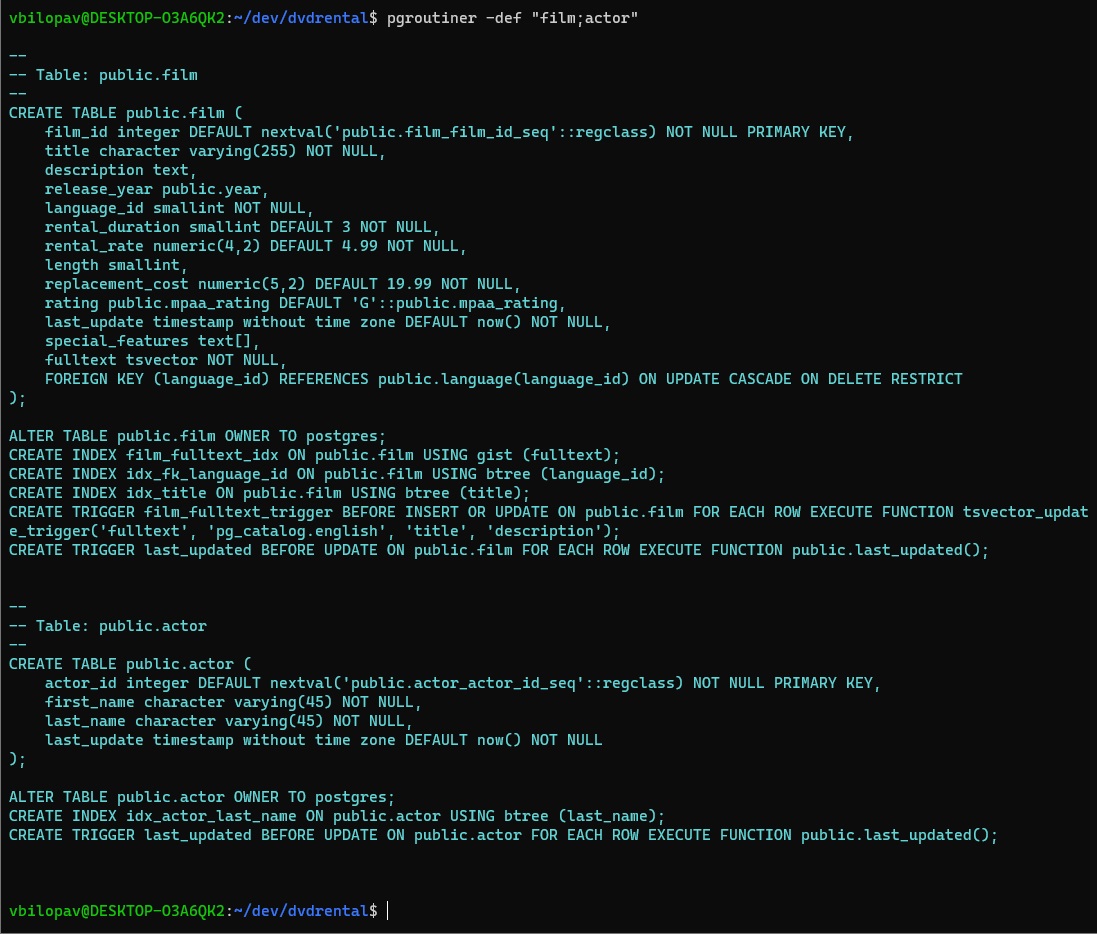 vbilopav@DESKTOP-O3A6QK2:~/dev/dvdrental$ pgroutiner -def "film;actor"
--
-- Table: public.film
--
CREATE TABLE public.film (
    film_id integer DEFAULT nextval('public.film_film_id_seq'::regclass) NOT NULL PRIMARY KEY,
    title character varying(255) NOT NULL,
    description text,
    release_year public.year,
    language_id smallint NOT NULL,
    rental_duration smallint DEFAULT 3 NOT NULL,
    rental_rate numeric(4,2) DEFAULT 4.99 NOT NULL,
    length smallint,
    replacement_cost numeric(5,2) DEFAULT 19.99 NOT NULL,
    rating public.mpaa_rating DEFAULT 'G'::public.mpaa_rating,
    last_update timestamp without time zone DEFAULT now() NOT NULL,
    special_features text[],
    fulltext tsvector NOT NULL,
    FOREIGN KEY (language_id) REFERENCES public.language(language_id) ON UPDATE CASCADE ON DELETE RESTRICT
);
ALTER TABLE public.film OWNER TO postgres;
CREATE INDEX film_fulltext_idx ON public.film USING gist (fulltext);
CREATE INDEX idx_fk_language_id ON public.film USING btree (language_id);
CREATE INDEX idx_title ON public.film USING btree (title);
CREATE TRIGGER film_fulltext_trigger BEFORE INSERT OR UPDATE ON public.film FOR EACH ROW EXECUTE FUNCTION tsvector_updat
e_trigger('fulltext', 'pg_catalog.english', 'title', 'description');
CREATE TRIGGER last_updated BEFORE UPDATE ON public.film FOR EACH ROW EXECUTE FUNCTION public.last_updated();
--
-- Table: public.actor
--
CREATE TABLE public.actor (
    actor_id integer DEFAULT nextval('public.actor_actor_id_seq'::regclass) NOT NULL PRIMARY KEY,
    first_name character varying(45) NOT NULL,
    last_name character varying(45) NOT NULL,
    last_update timestamp without time zone DEFAULT now() NOT NULL
);
ALTER TABLE public.actor OWNER TO postgres;
CREATE INDEX idx_actor_last_name ON public.actor USING btree (last_name);
CREATE TRIGGER last_updated BEFORE UPDATE ON public.actor FOR EACH ROW EXECUTE FUNCTION public.last_updated();
vbilopav@DESKTOP-O3A6QK2:~/dev/dvdrental$